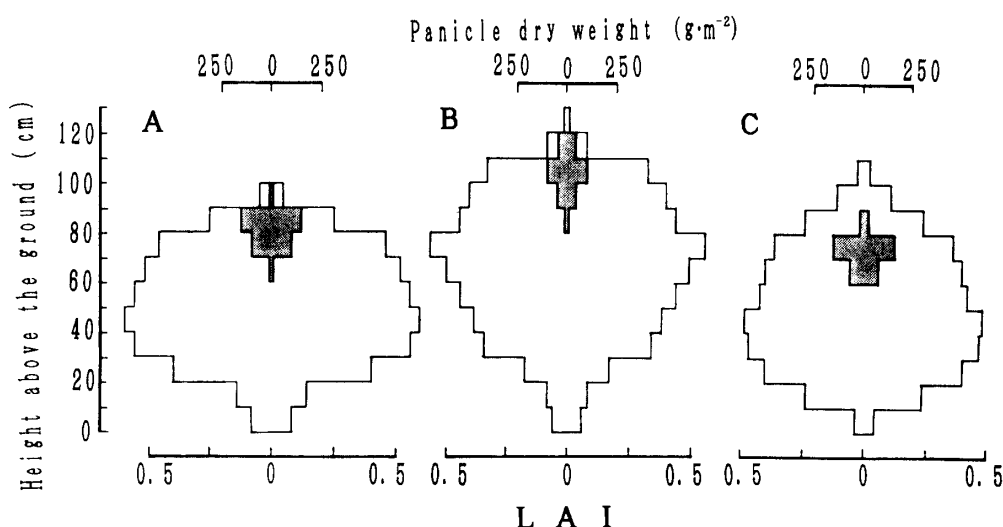 Panicle dry weight (g·m⁻²)
250 0 250 250 0 250 250 0 250
A B C
Height above the ground (cm)
120
100
80
60
40
20
0
0.5 0 0.5 0.5 0 0.5 0.5 0 0.5
L A I